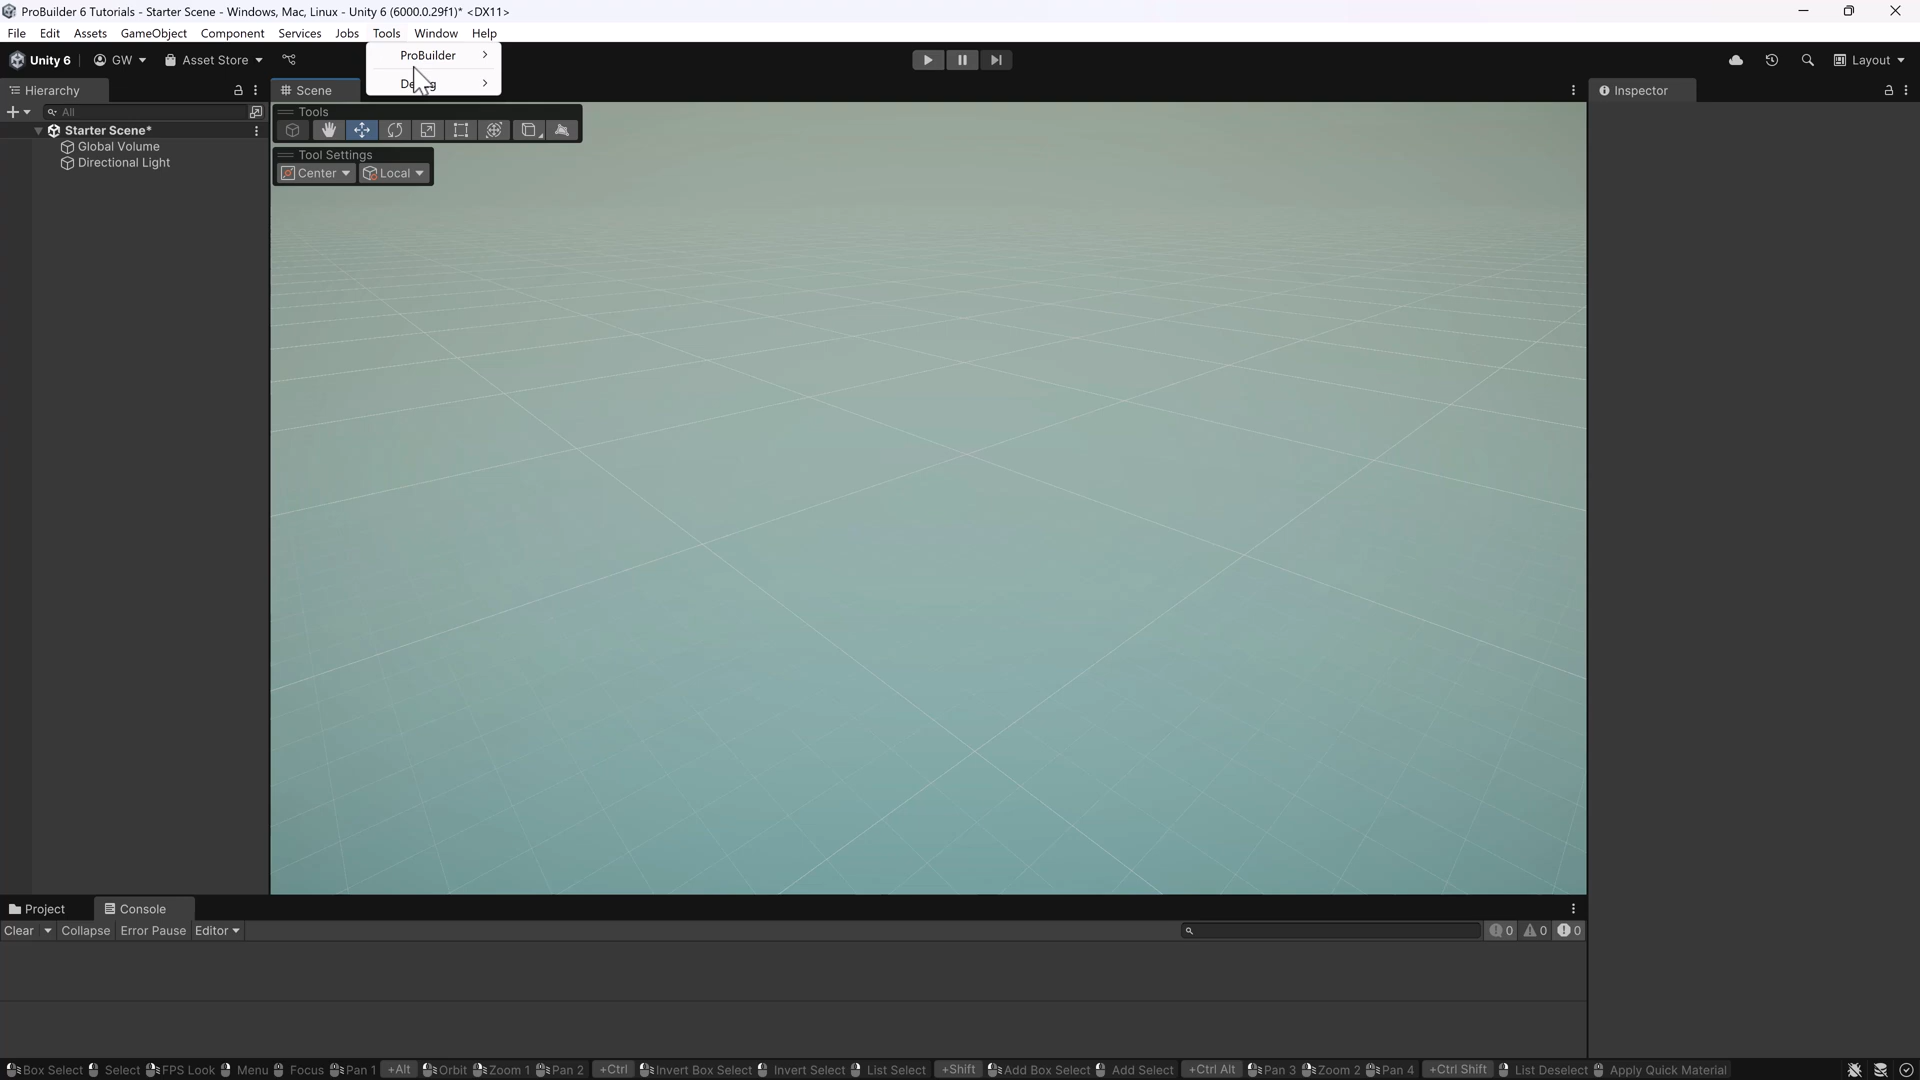 ProBuilder 6 Tutorials - Starter Scene - Windows, Mac, Linux - Unity 6 (6000.0.29f1)* <DX11>
File Edit Assets GameObject Component Services Jobs Tools Window Help
ProBuilder
Unity 6 GW Asset Store Layout
Hierarchy Scene Inspector
All Tools
Starter Scene*
Global Volume
Tool Settings
Directional Light
Center Local
Project Console
Clear Collapse Error Pause Editor 0 0 0
Box Select Select FPS Look Menu Focus Pan 1 +Alt Orbit Zoom 1 Pan 2 +Ctrl Invert Box Select Invert Select List Select +Shift Add Box Select Add Select +Ctrl Alt Pan 3 Zoom 2 Pan 4 +Ctrl Shift List Deselect Apply Quick Material